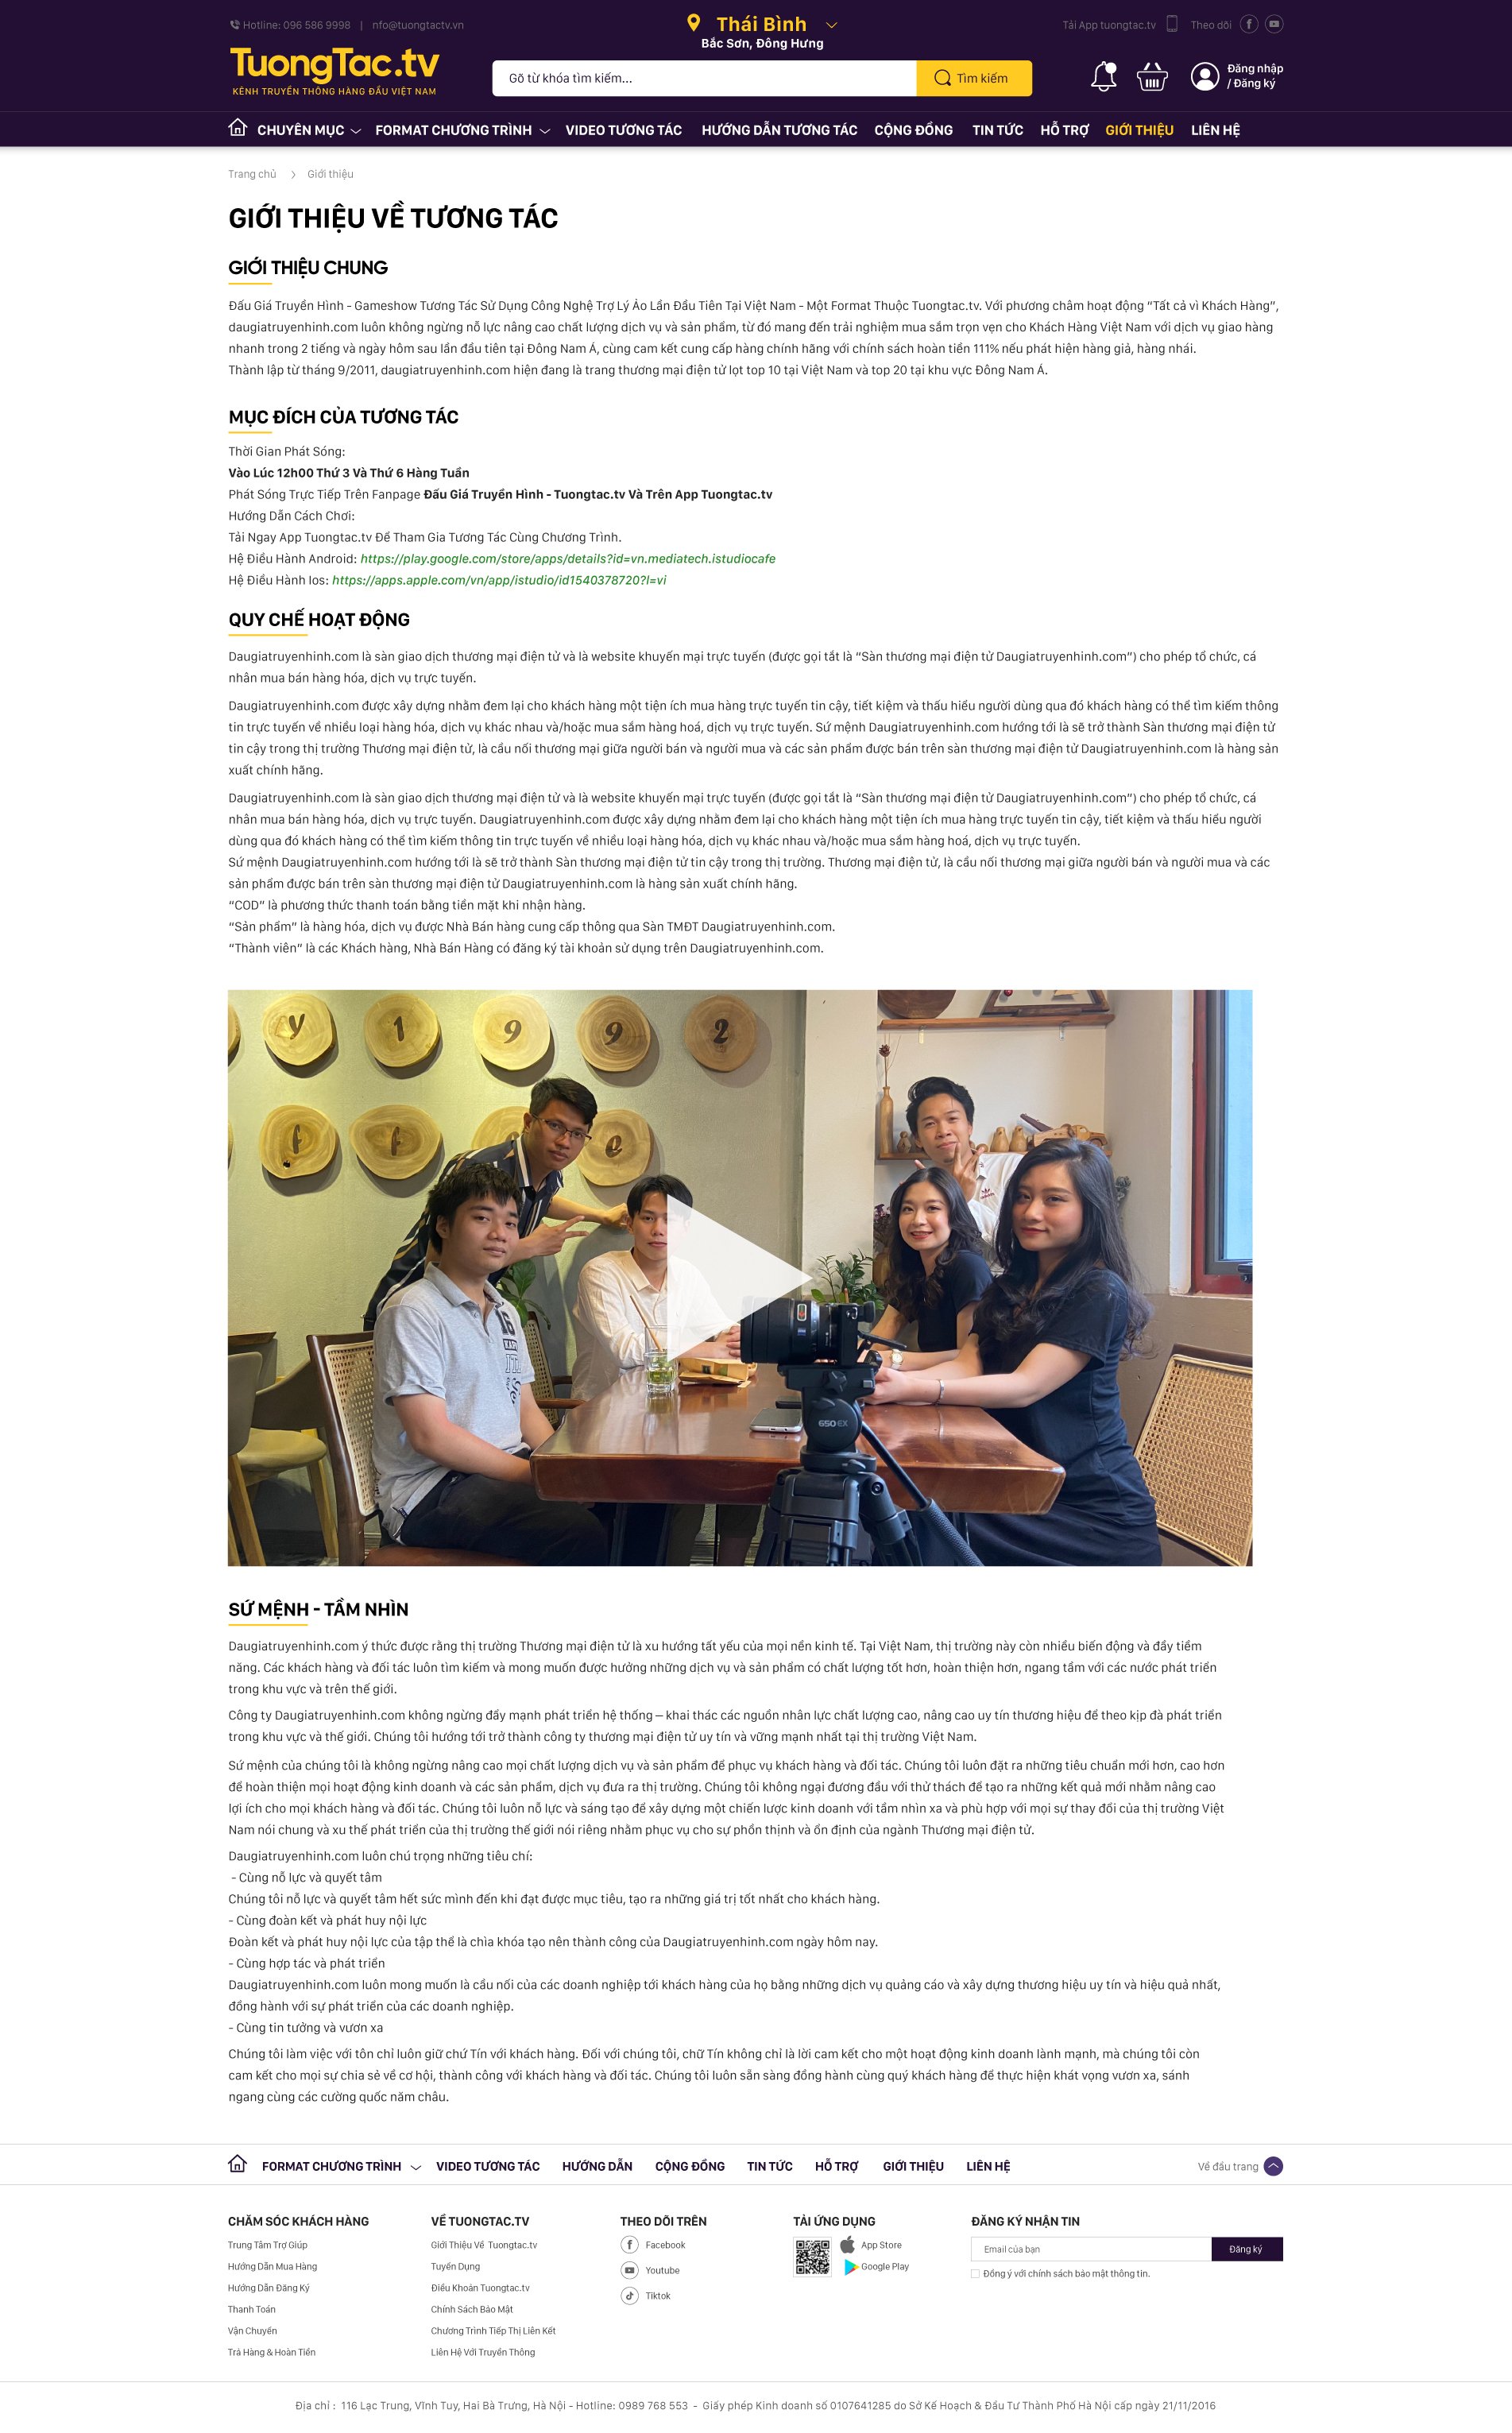 Hotline: 096 586 9998 | nfo@tuongtactv.vn
Thái Bình
Bắc Sơn, Đông Hưng
Tải App tuongtac.tv
Theo dõi
TuongTac.tv
KÊNH TRUYỀN THÔNG HÀNG ĐẦU VIỆT NAM
Gõ từ khóa tìm kiếm...
Tìm kiếm
Đăng nhập
/ Đăng ký
CHUYÊN MỤC FORMAT CHƯƠNG TRÌNH VIDEO TƯƠNG TÁC HƯỚNG DẪN TƯƠNG TÁC CỘNG ĐỒNG TIN TỨC HỖ TRỢ GIỚI THIỆU LIÊN HỆ
Trang chủ > Giới thiệu
GIỚI THIỆU VỀ TƯƠNG TÁC
GIỚI THIỆU CHUNG
Đấu Giá Truyền Hình - Gameshow Tương Tác Sử Dụng Công Nghệ Trợ Lý Ảo Lần Đầu Tiên Tại Việt Nam - Một Format Thuộc Tuongtac.tv. Với phương châm hoạt động “Tất cả vì Khách Hàng”,
daugiatruyenhinh.com luôn không ngừng nỗ lực nâng cao chất lượng dịch vụ và sản phẩm, từ đó mang đến trải nghiệm mua sắm trọn vẹn cho Khách Hàng Việt Nam với dịch vụ giao hàng
nhanh trong 2 tiếng và ngày hôm sau lần đầu tiên tại Đông Nam Á, cùng cam kết cung cấp hàng chính hãng với chính sách hoàn tiền 111% nếu phát hiện hàng giả, hàng nhái.
Thành lập từ tháng 9/2011, daugiatruyenhinh.com hiện đang là trang thương mại điện tử lọt top 10 tại Việt Nam và top 20 tại khu vực Đông Nam Á.
MỤC ĐÍCH CỦA TƯƠNG TÁC
Thời Gian Phát Sóng:
Vào Lúc 12h00 Thứ 3 Và Thứ 6 Hàng Tuần
Phát Sóng Trực Tiếp Trên Fanpage Đấu Giá Truyền Hình - Tuongtac.tv Và Trên App Tuongtac.tv
Hướng Dẫn Cách Chơi:
Tải Ngay App Tuongtac.tv Để Tham Gia Tương Tác Cùng Chương Trình.
Hệ Điều Hành Android: https://play.google.com/store/apps/details?id=vn.mediatech.istudiocafe
Hệ Điều Hành Ios: https://apps.apple.com/vn/app/istudio/id1540378720?l=vi
QUY CHẾ HOẠT ĐỘNG
Daugiatruyenhinh.com là sàn giao dịch thương mại điện tử và là website khuyến mại trực tuyến (được gọi tắt là “Sàn thương mại điện tử Daugiatruyenhinh.com”) cho phép tổ chức, cá
nhân mua bán hàng hóa, dịch vụ trực tuyến.
Daugiatruyenhinh.com được xây dựng nhằm đem lại cho khách hàng một tiện ích mua hàng trực tuyến tin cậy, tiết kiệm và thấu hiểu người dùng qua đó khách hàng có thể tìm kiếm thông
tin trực tuyến về nhiều loại hàng hóa, dịch vụ khác nhau và/hoặc mua sắm hàng hoá, dịch vụ trực tuyến. Sứ mệnh Daugiatruyenhinh.com hướng tới là sẽ trở thành Sàn thương mại điện tử
tin cậy trong thị trường Thương mại điện tử, là cầu nối thương mại giữa người bán và người mua và các sản phẩm được bán trên sàn thương mại điện tử Daugiatruyenhinh.com là hàng sản
xuất chính hãng.
Daugiatruyenhinh.com là sàn giao dịch thương mại điện tử và là website khuyến mại trực tuyến (được gọi tắt là “Sàn thương mại điện tử Daugiatruyenhinh.com”) cho phép tổ chức, cá
nhân mua bán hàng hóa, dịch vụ trực tuyến. Daugiatruyenhinh.com được xây dựng nhằm đem lại cho khách hàng một tiện ích mua hàng trực tuyến tin cậy, tiết kiệm và thấu hiểu người
dùng qua đó khách hàng có thể tìm kiếm thông tin trực tuyến về nhiều loại hàng hóa, dịch vụ khác nhau và/hoặc mua sắm hàng hoá, dịch vụ trực tuyến.
Sứ mệnh Daugiatruyenhinh.com hướng tới là sẽ trở thành Sàn thương mại điện tử tin cậy trong thị trường. Thương mại điện tử, là cầu nối thương mại giữa người bán và người mua và các
sản phẩm được bán trên sàn thương mại điện tử Daugiatruyenhinh.com là hàng sản xuất chính hãng.
“COD” là phương thức thanh toán bằng tiền mặt khi nhận hàng.
“Sản phẩm” là hàng hóa, dịch vụ được Nhà Bán hàng cung cấp thông qua Sàn TMĐT Daugiatruyenhinh.com.
“Thành viên” là các Khách hàng, Nhà Bán Hàng có đăng ký tài khoản sử dụng trên Daugiatruyenhinh.com.
y 1 9 9 2
f f e
16
650EX
SỨ MỆNH - TẦM NHÌN
Daugiatruyenhinh.com ý thức được rằng thị trường Thương mại điện tử là xu hướng tất yếu của mọi nền kinh tế. Tại Việt Nam, thị trường này còn nhiều biến động và đầy tiềm
năng. Các khách hàng và đối tác luôn tìm kiếm và mong muốn được hưởng những dịch vụ và sản phẩm có chất lượng tốt hơn, hoàn thiện hơn, ngang tầm với các nước phát triển
trong khu vực và trên thế giới.
Công ty Daugiatruyenhinh.com không ngừng đẩy mạnh phát triển hệ thống – khai thác các nguồn nhân lực chất lượng cao, nâng cao uy tín thương hiệu để theo kịp đà phát triển
trong khu vực và thế giới. Chúng tôi hướng tới trở thành công ty thương mại điện tử uy tín và vững mạnh nhất tại thị trường Việt Nam.
Sứ mệnh của chúng tôi là không ngừng nâng cao mọi chất lượng dịch vụ và sản phẩm để phục vụ khách hàng và đối tác. Chúng tôi luôn đặt ra những tiêu chuẩn mới hơn, cao hơn
để hoàn thiện mọi hoạt động kinh doanh và các sản phẩm, dịch vụ đưa ra thị trường. Chúng tôi không ngại đương đầu với thử thách để tạo ra những kết quả mới nhằm nâng cao
lợi ích cho mọi khách hàng và đối tác. Chúng tôi luôn nỗ lực và sáng tạo để xây dựng một chiến lược kinh doanh với tầm nhìn xa và phù hợp với mọi sự thay đổi của thị trường Việt
Nam nói chung và xu thế phát triển của thị trường thế giới nói riêng nhằm phục vụ cho sự phồn thịnh và ổn định của ngành Thương mại điện tử.
Daugiatruyenhinh.com luôn chú trọng những tiêu chí:
- Cùng nỗ lực và quyết tâm
Chúng tôi nỗ lực và quyết tâm hết sức mình đến khi đạt được mục tiêu, tạo ra những giá trị tốt nhất cho khách hàng.
- Cùng đoàn kết và phát huy nội lực
Đoàn kết và phát huy nội lực của tập thể là chìa khóa tạo nên thành công của Daugiatruyenhinh.com ngày hôm nay.
- Cùng hợp tác và phát triển
Daugiatruyenhinh.com luôn mong muốn là cầu nối của các doanh nghiệp tới khách hàng của họ bằng những dịch vụ quảng cáo và xây dựng thương hiệu uy tín và hiệu quả nhất,
đồng hành với sự phát triển của các doanh nghiệp.
- Cùng tin tưởng và vươn xa
Chúng tôi làm việc với tôn chỉ luôn giữ chứ Tín với khách hàng. Đối với chúng tôi, chữ Tín không chỉ là lời cam kết cho một hoạt động kinh doanh lành mạnh, mà chúng tôi còn
cam kết cho mọi sự chia sẻ về cơ hội, thành công với khách hàng và đối tác. Chúng tôi luôn sẵn sàng đồng hành cùng quý khách hàng để thực hiện khát vọng vươn xa, sánh
ngang cùng các cường quốc năm châu.
FORMAT CHƯƠNG TRÌNH VIDEO TƯƠNG TÁC HƯỚNG DẪN CỘNG ĐỒNG TIN TỨC HỖ TRỢ GIỚI THIỆU LIÊN HỆ
Về đầu trang
CHĂM SÓC KHÁCH HÀNG
Trung Tâm Trợ Giúp
Hướng Dẫn Mua Hàng
Hướng Dẫn Đăng Ký
Thanh Toán
Vận Chuyển
Trả Hàng & Hoàn Tiền
VỀ TUONGTAC.TV
Giới Thiệu Về Tuongtac.tv
Tuyển Dụng
Điều Khoản Tuongtac.tv
Chính Sách Bảo Mật
Chương Trình Tiếp Thị Liên Kết
Liên Hệ Với Truyền Thông
THEO DÕI TRÊN
Facebook
Youtube
Tiktok
TẢI ỨNG DỤNG
App Store
Google Play
ĐĂNG KÝ NHẬN TIN
Email của bạn
Đăng ký
Đồng ý với chính sách bảo mật thông tin.
Địa chỉ : 116 Lạc Trung, Vĩnh Tuy, Hai Bà Trưng, Hà Nội - Hotline: 0989 768 553 - Giấy phép Kinh doanh số 0107641285 do Sở Kế Hoạch & Đầu Tư Thành Phố Hà Nội cấp ngày 21/11/2016